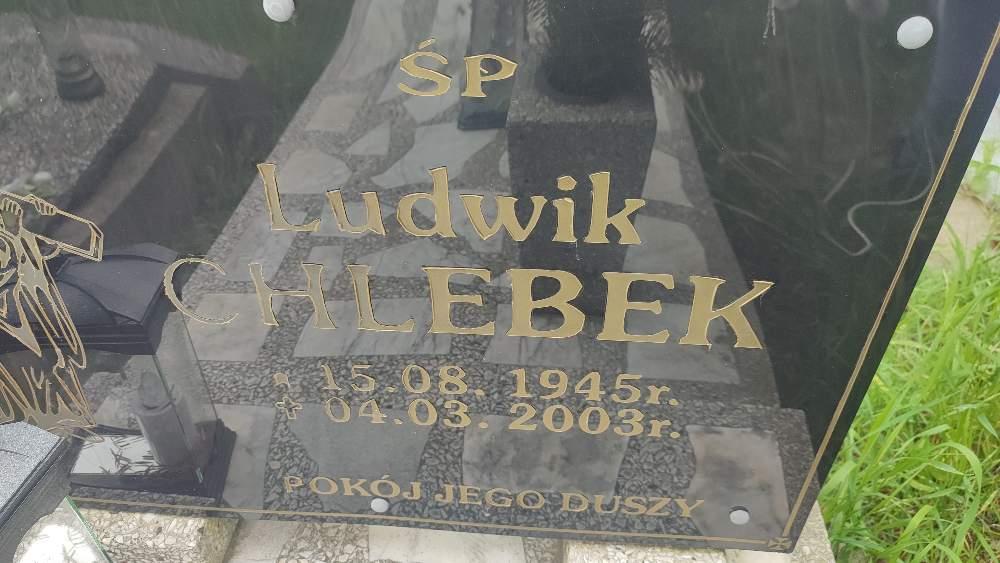 ŚP
Ludwik
CHLEBEK
* 15.08.1945r.
✝ 04.03.2003r.
POKÓJ JEGO DUSZY